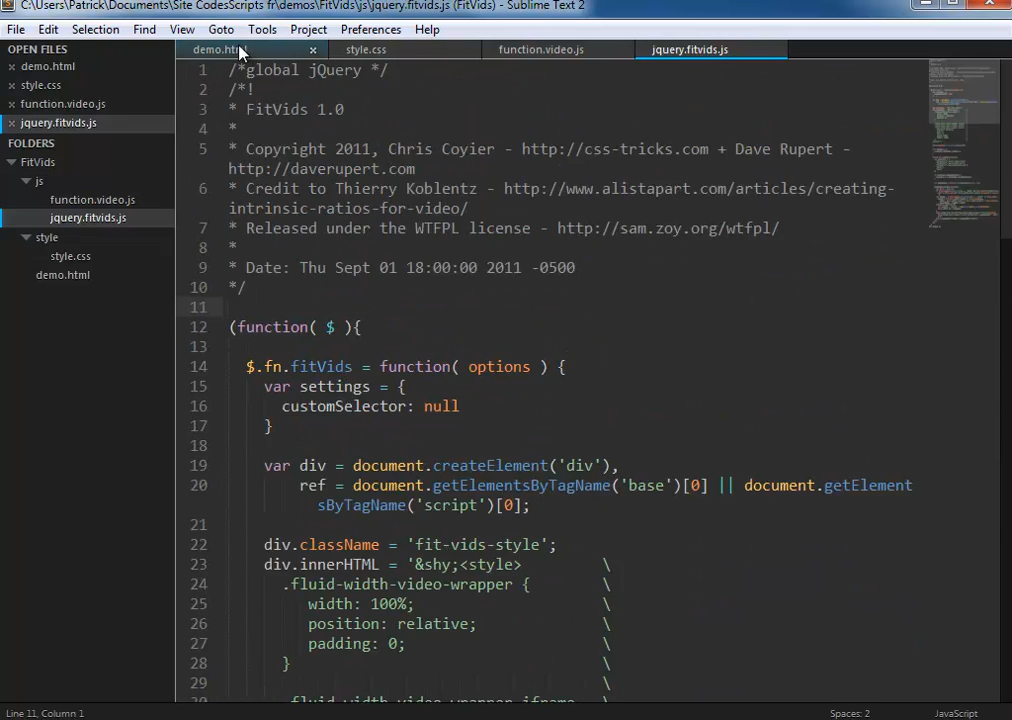 C:\Users\Patrick\Documents\Site CodesScripts fr\demos\FitVids\js\jquery.fitvids.js (FitVids) - Sublime Text 2
File Edit Selection Find View Goto Tools Project Preferences Help
OPEN FILES
demo.html
style.css
function.video.js
jquery.fitvids.js
FOLDERS
FitVids
js
function.video.js
jquery.fitvids.js
style
style.css
demo.html
demo.html style.css function.video.js jquery.fitvids.js
1 /*global jQuery */
2 /*!
3 * FitVids 1.0
4 *
5 * Copyright 2011, Chris Coyier - http://css-tricks.com + Dave Rupert -
http://daverupert.com
6 * Credit to Thierry Koblentz - http://www.alistapart.com/articles/creating-
intrinsic-ratios-for-video/
7 * Released under the WTFPL license - http://sam.zoy.org/wtfpl/
8 *
9 * Date: Thu Sept 01 18:00:00 2011 -0500
10 */
11
12 (function( $ ){
13
14 $.fn.fitVids = function( options ) {
15 var settings = {
16 customSelector: null
17 }
18
19 var div = document.createElement('div'),
20 ref = document.getElementsByTagName('base')[0] || document.getElement
sByTagName('script')[0];
21
22 div.className = 'fit-vids-style';
23 div.innerHTML = '&shy;<style> \
24 .fluid-width-video-wrapper { \
25 width: 100%; \
26 position: relative; \
27 padding: 0; \
28 } \
29 \
30 .fluid-width-video-wrapper iframe, \
Line 11, Column 1 Spaces: 2 JavaScript